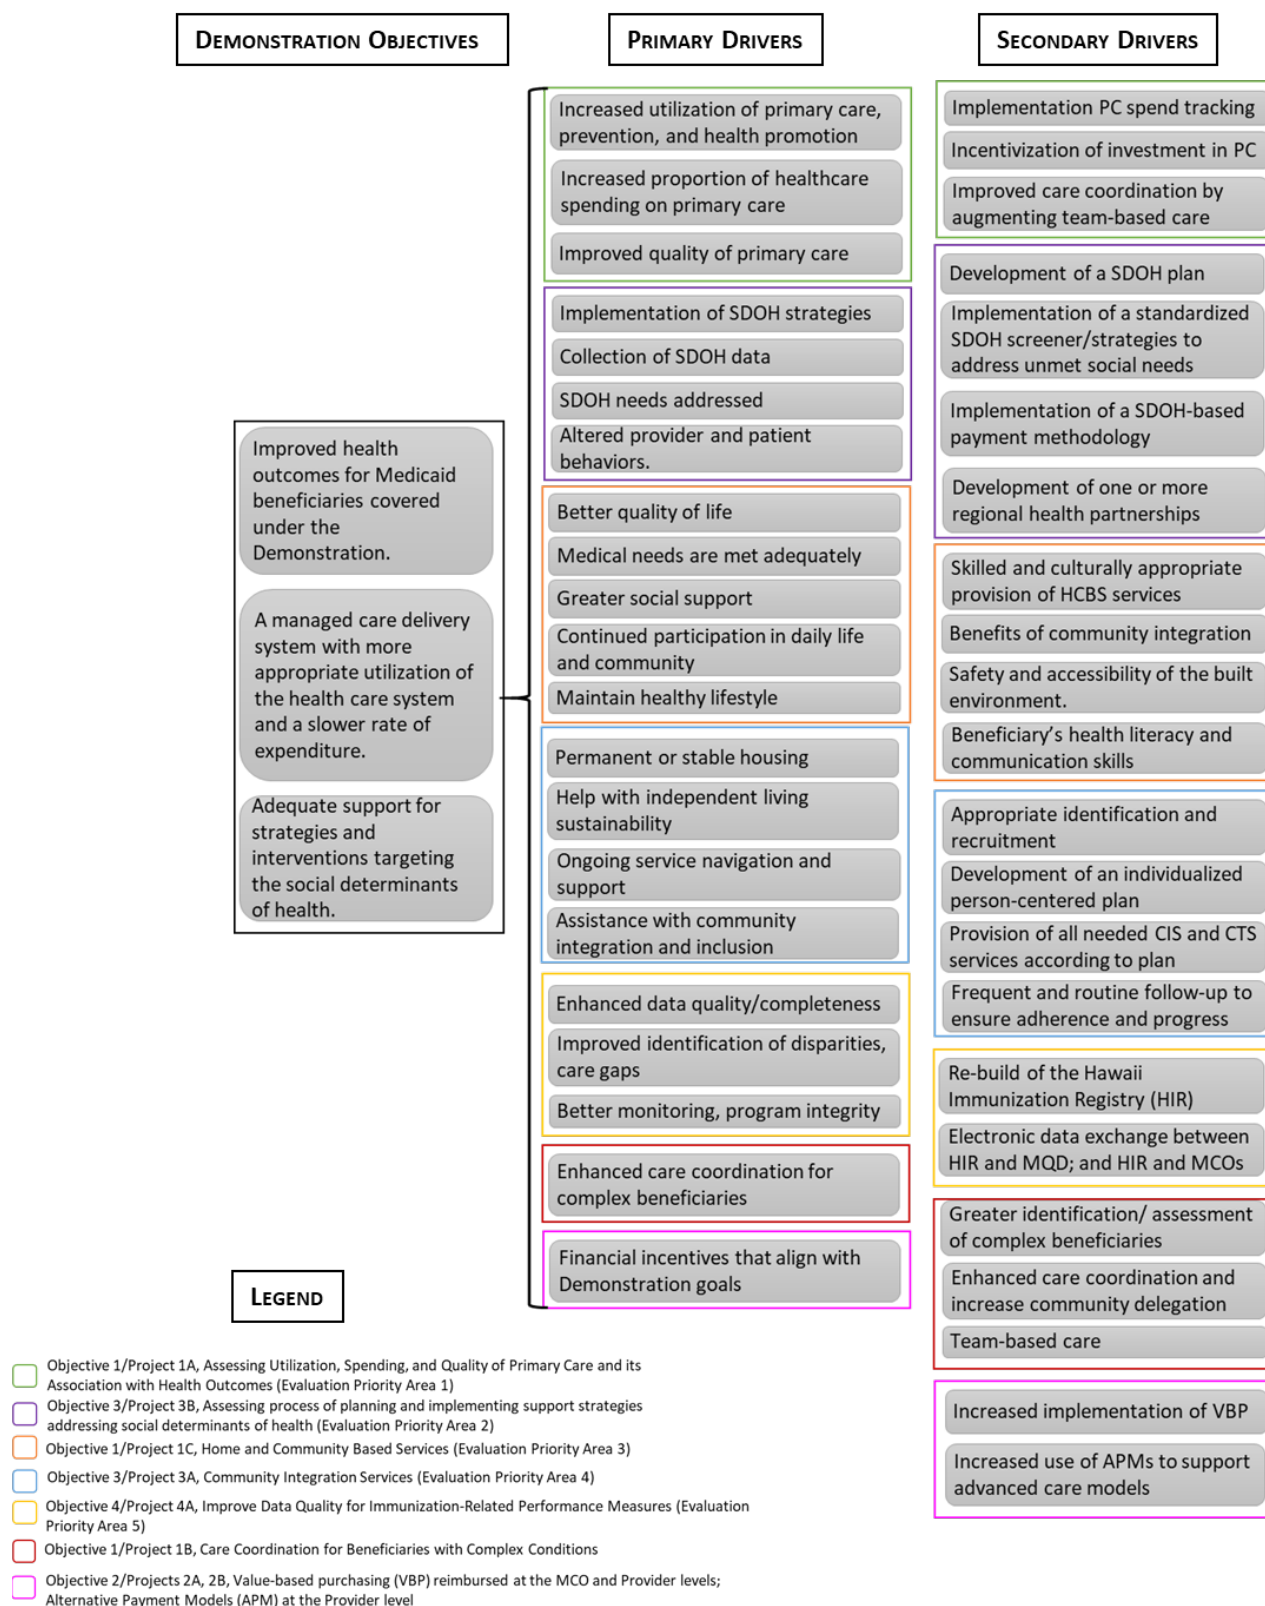 DEMONSTRATION OBJECTIVES
PRIMARY DRIVERS
SECONDARY DRIVERS
Improved health
outcomes for Medicaid
beneficiaries covered
under the
Demonstration.
A managed care delivery
system with more
appropriate utilization of
the health care system
and a slower rate of
expenditure.
Adequate support for
strategies and
interventions targeting
the social determinants
of health.
Increased utilization of primary care,
prevention, and health promotion
Increased proportion of healthcare
spending on primary care
Improved quality of primary care
Implementation of SDOH strategies
Collection of SDOH data
SDOH needs addressed
Altered provider and patient
behaviors.
Better quality of life
Medical needs are met adequately
Greater social support
Continued participation in daily life
and community
Maintain healthy lifestyle
Permanent or stable housing
Help with independent living
sustainability
Ongoing service navigation and
support
Assistance with community
integration and inclusion
Enhanced data quality/completeness
Improved identification of disparities,
care gaps
Better monitoring, program integrity
Enhanced care coordination for
complex beneficiaries
Financial incentives that align with
Demonstration goals
Implementation PC spend tracking
Incentivization of investment in PC
Improved care coordination by
augmenting team-based care
Development of a SDOH plan
Implementation of a standardized
SDOH screener/strategies to
address unmet social needs
Implementation of a SDOH-based
payment methodology
Development of one or more
regional health partnerships
Skilled and culturally appropriate
provision of HCBS services
Benefits of community integration
Safety and accessibility of the built
environment.
Beneficiary's health literacy and
communication skills
Appropriate identification and
recruitment
Development of an individualized
person-centered plan
Provision of all needed CIS and CTS
services according to plan
Frequent and routine follow-up to
ensure adherence and progress
Re-build of the Hawaii
Immunization Registry (HIR)
Electronic data exchange between
HIR and MQD; and HIR and MCOs
Greater identification/ assessment
of complex beneficiaries
Enhanced care coordination and
increase community delegation
Team-based care
Increased implementation of VBP
Increased use of APMs to support
advanced care models
LEGEND
Objective 1/Project 1A, Assessing Utilization, Spending, and Quality of Primary Care and its
Association with Health Outcomes (Evaluation Priority Area 1)
Objective 3/Project 3B, Assessing process of planning and implementing support strategies
addressing social determinants of health (Evaluation Priority Area 2)
Objective 1/Project 1C, Home and Community Based Services (Evaluation Priority Area 3)
Objective 3/Project 3A, Community Integration Services (Evaluation Priority Area 4)
Objective 4/Project 4A, Improve Data Quality for Immunization-Related Performance Measures (Evaluation
Priority Area 5)
Objective 1/Project 1B, Care Coordination for Beneficiaries with Complex Conditions
Objective 2/Projects 2A, 2B, Value-based purchasing (VBP) reimbursed at the MCO and Provider levels;
Alternative Payment Models (APM) at the Provider level